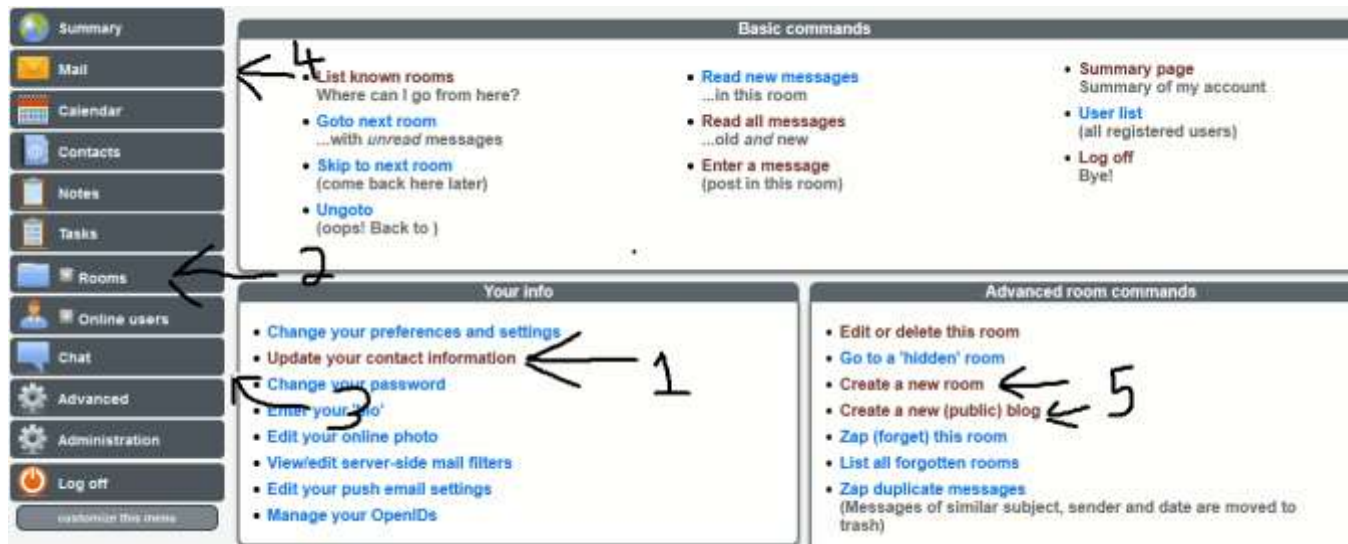 Summary
Mail
Calendar
Contacts
Notes
Tasks
Rooms
Online users
Chat
Advanced
Administration
Log off
customize this menu
Basic commands
4
List known rooms
Where can I go from here?
Goto next room
...with unread messages
Skip to next room
(come back here later)
Ungoto
(oops! Back to )
Read new messages
...in this room
Read all messages
...old and new
Enter a message
(post in this room)
Summary page
Summary of my account
User list
(all registered users)
Log off
Bye!
2
Your info
Change your preferences and settings
Update your contact information
1
Change your password
3
Enter your 'bio'
Edit your online photo
View/edit server-side mail filters
Edit your push email settings
Manage your OpenIDs
Advanced room commands
Edit or delete this room
Go to a 'hidden' room
Create a new room
5
Create a new (public) blog
Zap (forget) this room
List all forgotten rooms
Zap duplicate messages
(Messages of similar subject, sender and date are moved to
trash)